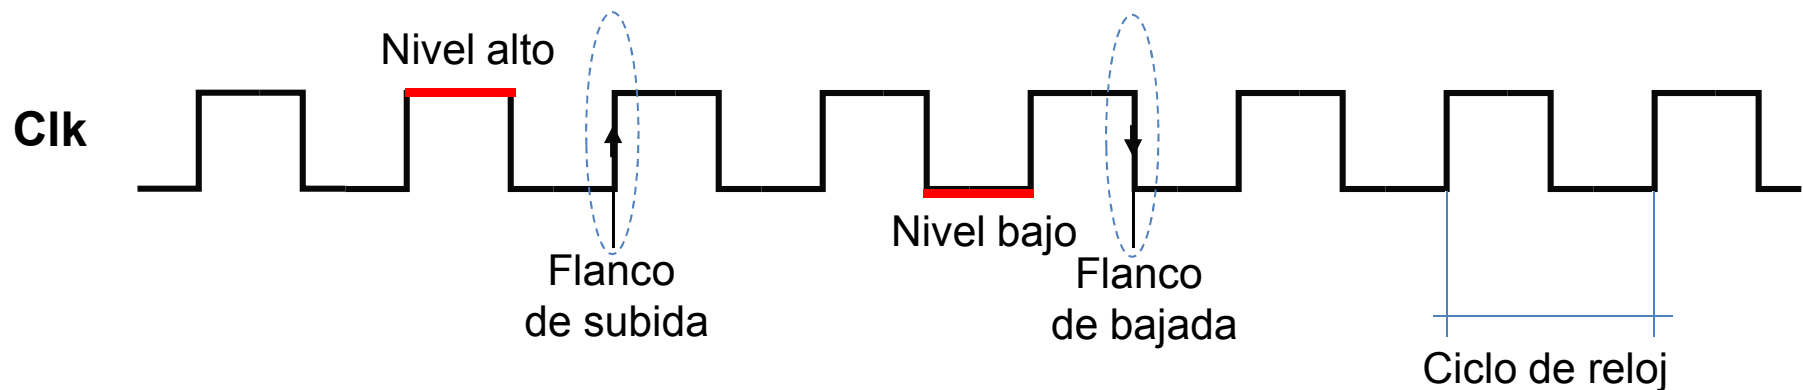 Nivel alto
Clk
Nivel bajo
Flanco
de subida
Flanco
de bajada
Ciclo de reloj